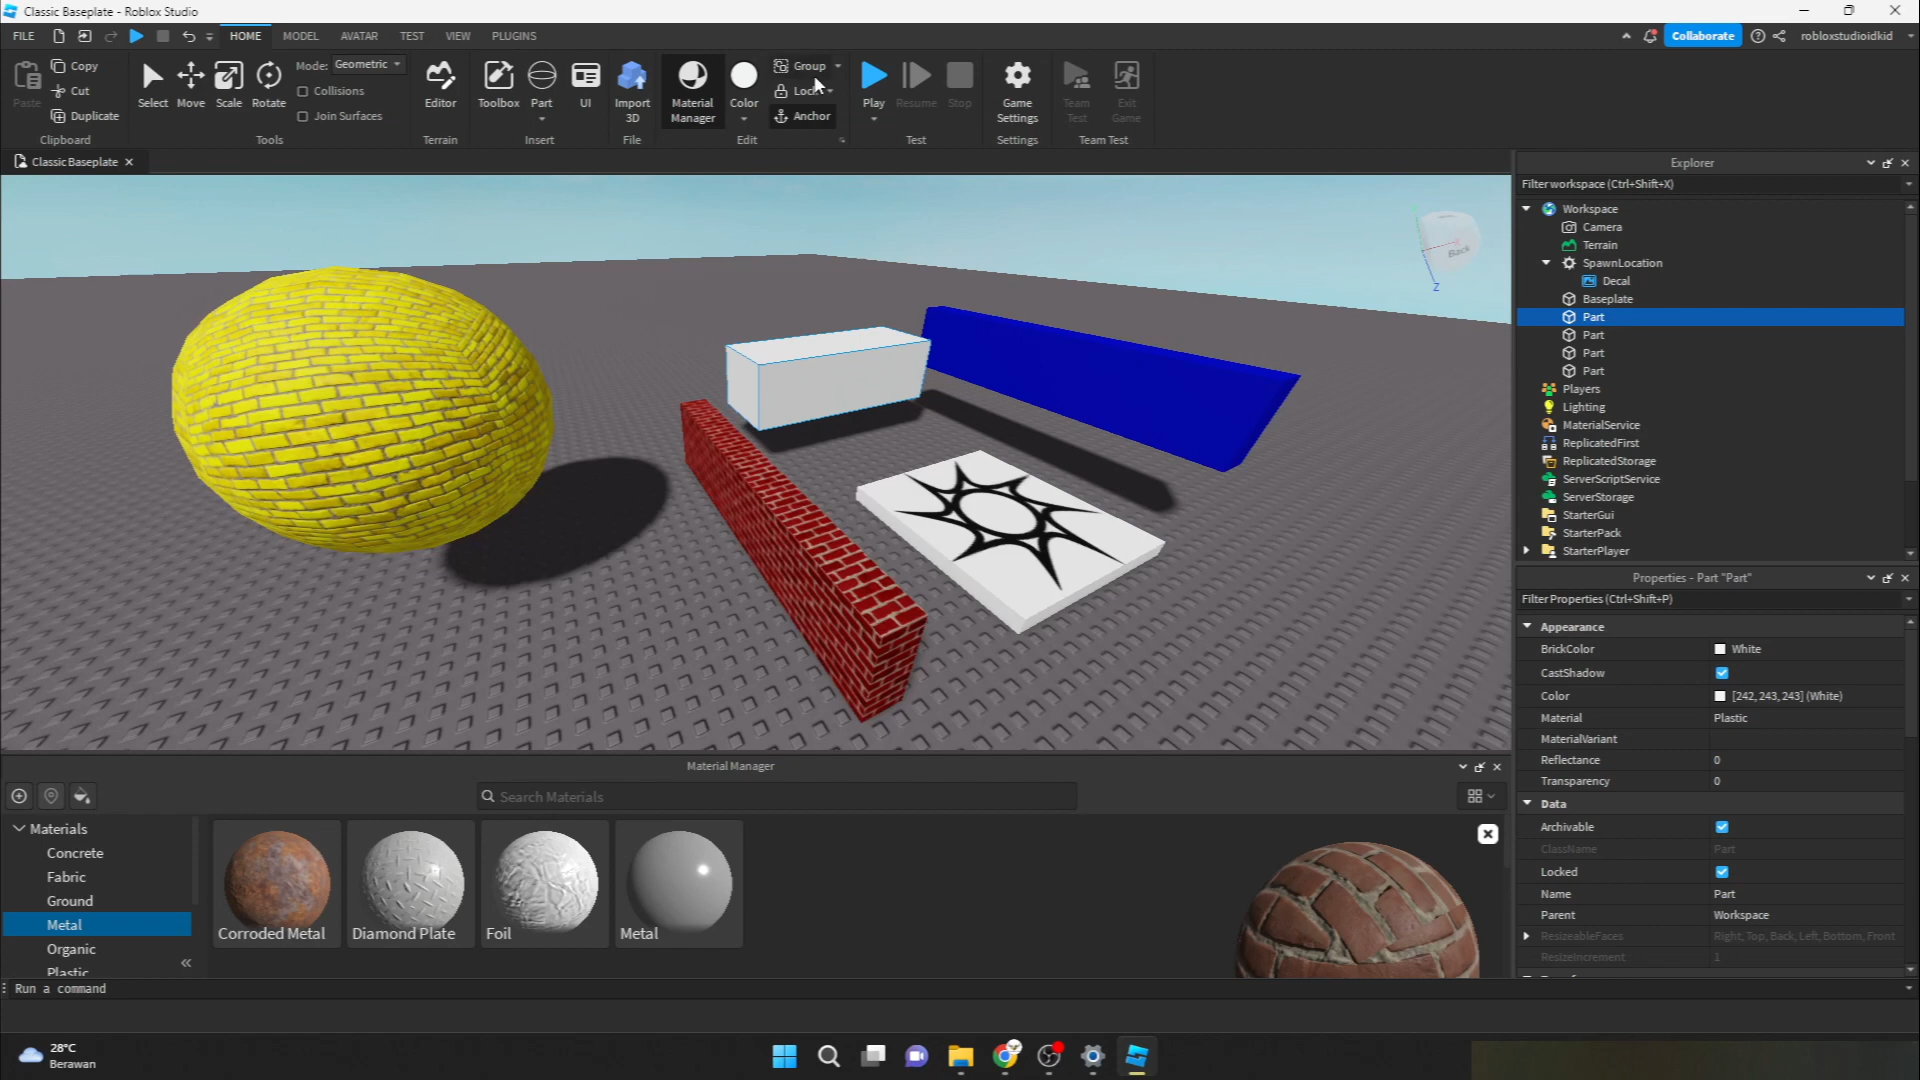 Classic Baseplate - Roblox Studio
FILE
HOME MODEL AVATAR TEST VIEW PLUGINS
Collaborate
robloxstudioidkid
Paste
Copy
Cut
Duplicate
Clipboard
Select Move Scale Rotate
Mode: Geometric
Collisions
Join Surfaces
Tools
Editor
Terrain
Toolbox Part UI
Insert
Import
3D
File
Material
Manager
Color
Group
Lock
Anchor
Edit
Play Resume Stop
Test
Game
Settings
Settings
Team
Test
Exit
Game
Team Test
Classic Baseplate
Back
Z
Explorer
Filter workspace (Ctrl+Shift+X)
Workspace
Camera
Terrain
SpawnLocation
Decal
Baseplate
Part
Part
Part
Part
Players
Lighting
MaterialService
ReplicatedFirst
ReplicatedStorage
ServerScriptService
ServerStorage
StarterGui
StarterPack
StarterPlayer
Properties - Part "Part"
Filter Properties (Ctrl+Shift+P)
Appearance
BrickColor White
CastShadow
Color [242, 243, 243] (White)
Material Plastic
MaterialVariant
Reflectance 0
Transparency 0
Data
Archivable
ClassName Part
Locked
Name Part
Parent Workspace
ResizeableFaces Right, Top, Back, Left, Bottom, Front
ResizeIncrement 1
Material Manager
Search Materials
Materials
Concrete
Fabric
Ground
Metal
Organic
Plastic
Corroded Metal
Diamond Plate
Foil
Metal
Run a command
28°C
Berawan